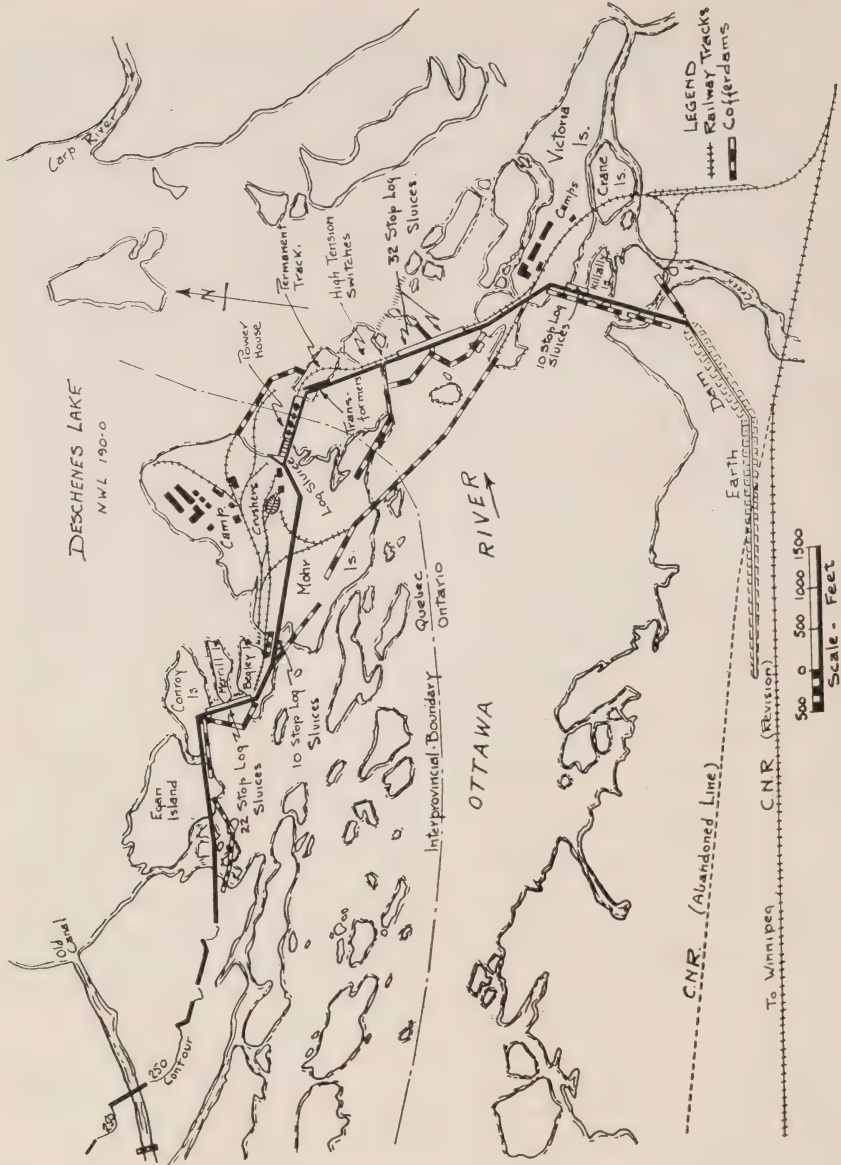 DESCHENES LAKE
NWL 190-0
Carp River
N
Permanent
Track.
High Tension
Switches
Power
House
32 Stop Log
Sluices.
Trans-
formers
Camp
Crushers
Log Sluice
Mohr
Is.
Conroy
Is.
Merrill Is.
Begley Is.
Egan
Island
22 Stop Log
Sluices
10 Stop Log
Sluices
Old
Canal
250
250
Contour
Quebec
Ontario
Interprovincial-Boundary
OTTAWA
RIVER
Victoria
Is.
Camps
Crane
Is.
Killally
Is.
10 Stop Log
Sluices
Earth
Dam
C.N.R. (Abandoned Line)
To Winnipeg
C.N.R. (Revision)
LEGEND
Railway Tracks
Cofferdams
500 0 500 1000 1500
Scale - Feet